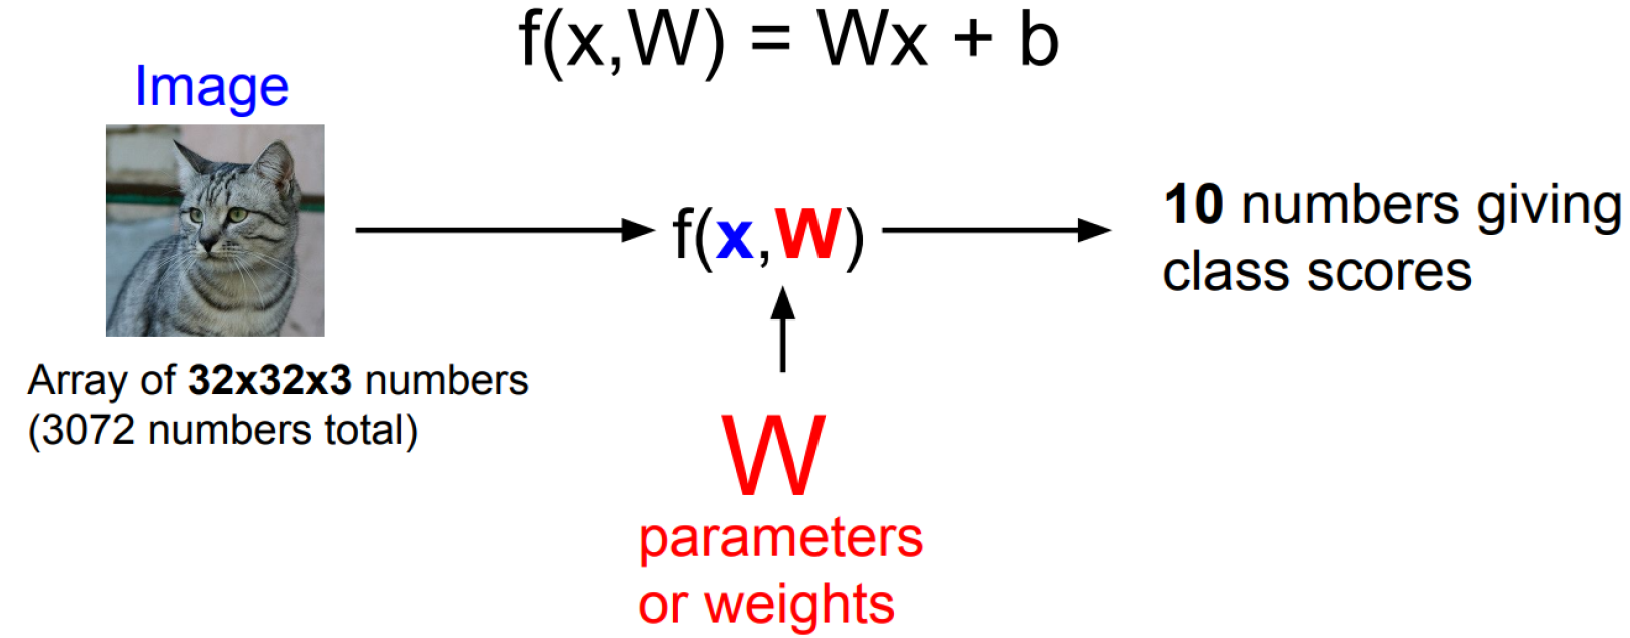 f(x,W) = Wx + b
Image
f(x,W)
10 numbers giving
class scores
Array of 32x32x3 numbers
(3072 numbers total)
W
parameters
or weights